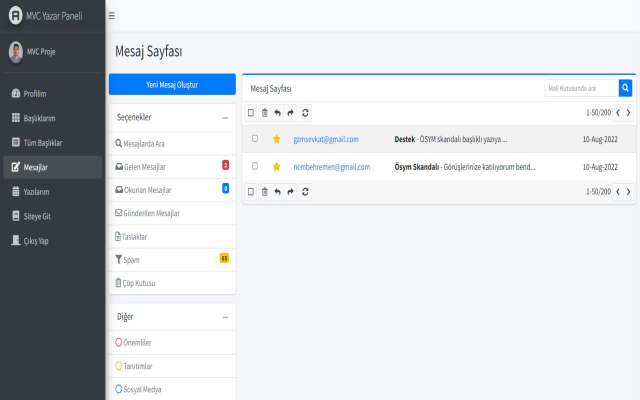 MVC Yazar Paneli
MVC Proje
Profilim
Başlıklarım
Tüm Başlıklar
Mesajlar
Yazılarım
Siteye Git
Çıkış Yap
Mesaj Sayfası
Yeni Mesaj Oluştur
Seçenekler
Mesajlarda Ara
Gelen Mesajlar 2
Okunan Mesajlar 0
Gönderilen Mesajlar
Taslaklar
Spam 65
Çöp Kutusu
Diğer
Önemliler
Tanıtımlar
Sosyal Medya
Mesaj Sayfası
Mail Kutusunda ara
1-50/200
gzmsevkat@gmail.com Destek - ÖSYM skandalı başlıklı yazıya ... 10-Aug-2022
ncmbehremen@gmail.com Ösym Skandalı - Görüşlerinize katılıyorum bend... 10-Aug-2022
1-50/200